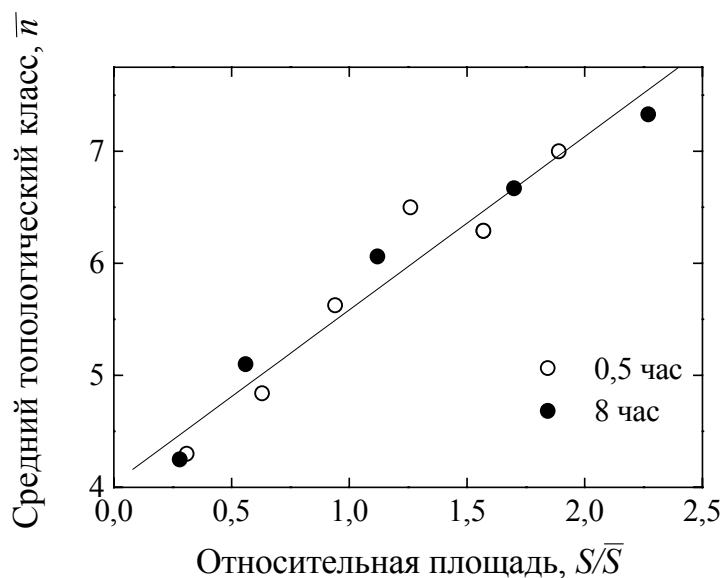 Средний топологический класс, n̅
7
6
5
4
0,0 0,5 1,0 1,5 2,0 2,5
0,5 час
8 час
Относительная площадь, S/S̅